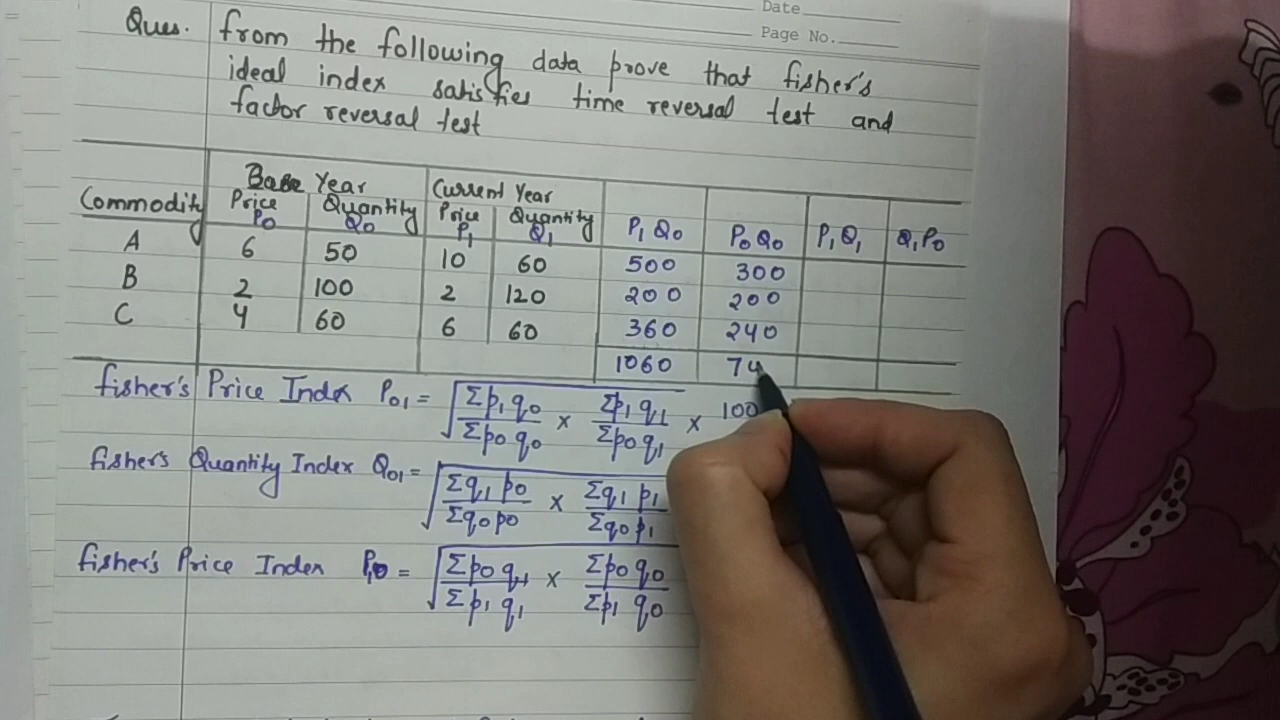 Date
Page No.
Ques. from the following data prove that fisher's
ideal index satisfies time reversal test and
factor reversal test
Commodity Base Year Current Year
Price P0 Quantity Q0 Price P1 Quantity Q1 P1 Q0 P0 Q0 P1 Q1 Q1 P0
A 6 50 10 60 500 300
B 2 100 2 120 200 200
C 4 60 6 60 360 240
1060 74
fisher's Price Index P01 = √ Σp1 q0 / Σp0 q0 × Σp1 q1 / Σp0 q1 × 100
fisher's Quantity Index Q01 = √ Σq1 p0 / Σq0 p0 × Σq1 p1 / Σq0 p1
fisher's Price Index P10 = √ Σp0 q1 / Σp1 q1 × Σp0 q0 / Σp1 q0